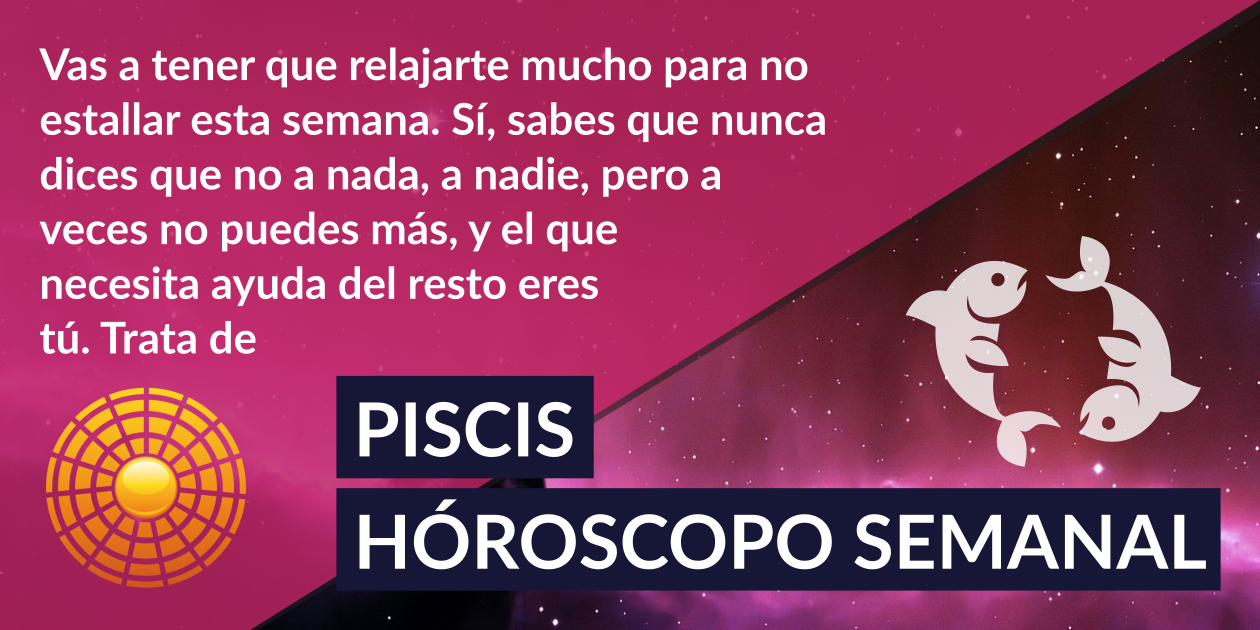 Vas a tener que relajarte mucho para no
estallar esta semana. Sí, sabes que nunca
dices que no a nada, a nadie, pero a
veces no puedes más, y el que
necesita ayuda del resto eres
tú. Trata de
PISCIS
HÓROSCOPO SEMANAL